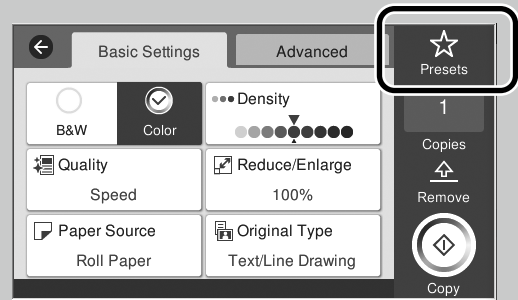 Basic Settings
Advanced
Presets
B&W
Color
Density
1
Copies
Quality
Speed
Reduce/Enlarge
100%
Remove
Paper Source
Roll Paper
Original Type
Text/Line Drawing
Copy